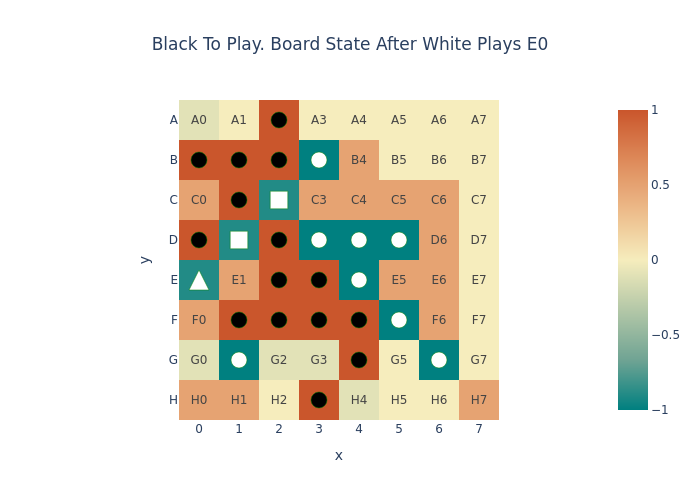 Black To Play. Board State After White Plays E0
A A0 A1 A3 A4 A5 A6 A7
B B4 B5 B6 B7
C C0 C3 C4 C5 C6 C7
D D6 D7
E E1 E5 E6 E7
F F0 F6 F7
G G0 G2 G3 G5 G7
H H0 H1 H2 H4 H5 H6 H7
0 1 2 3 4 5 6 7
x
y
1
0.5
0
−0.5
−1